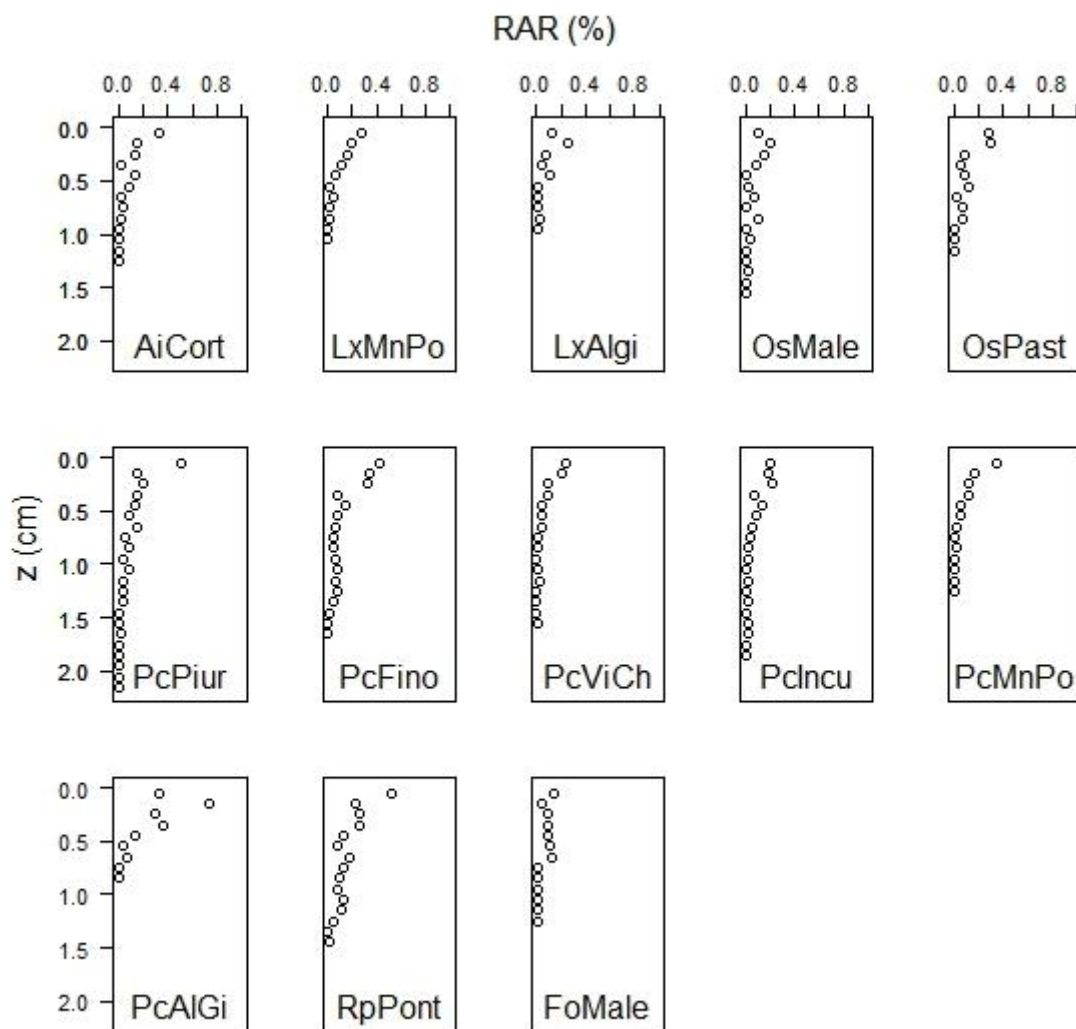 RAR (%)
0.0 0.4 0.8 0.0 0.4 0.8 0.0 0.4 0.8 0.0 0.4 0.8 0.0 0.4 0.8
0.0
0.5
1.0
1.5
2.0
AiCort LxMnPo LxAlgi OsMale OsPast
z (cm)
0.0
0.5
1.0
1.5
2.0
PcPiur PcFino PcViCh PcIncu PcMnPo
0.0
0.5
1.0
1.5
2.0
PcAlGi RpPont FoMale